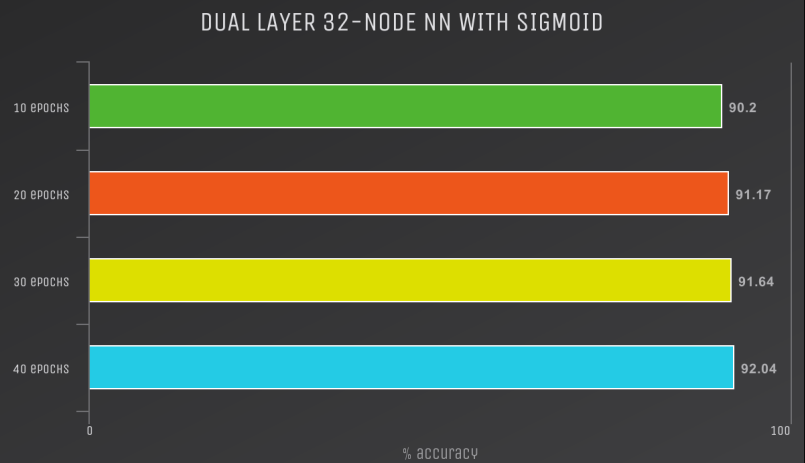 DUAL LAYER 32-NODE NN WITH SIGMOID
10 epochs 90.2
20 epochs 91.17
30 epochs 91.64
40 epochs 92.04
0 100
% accuracy